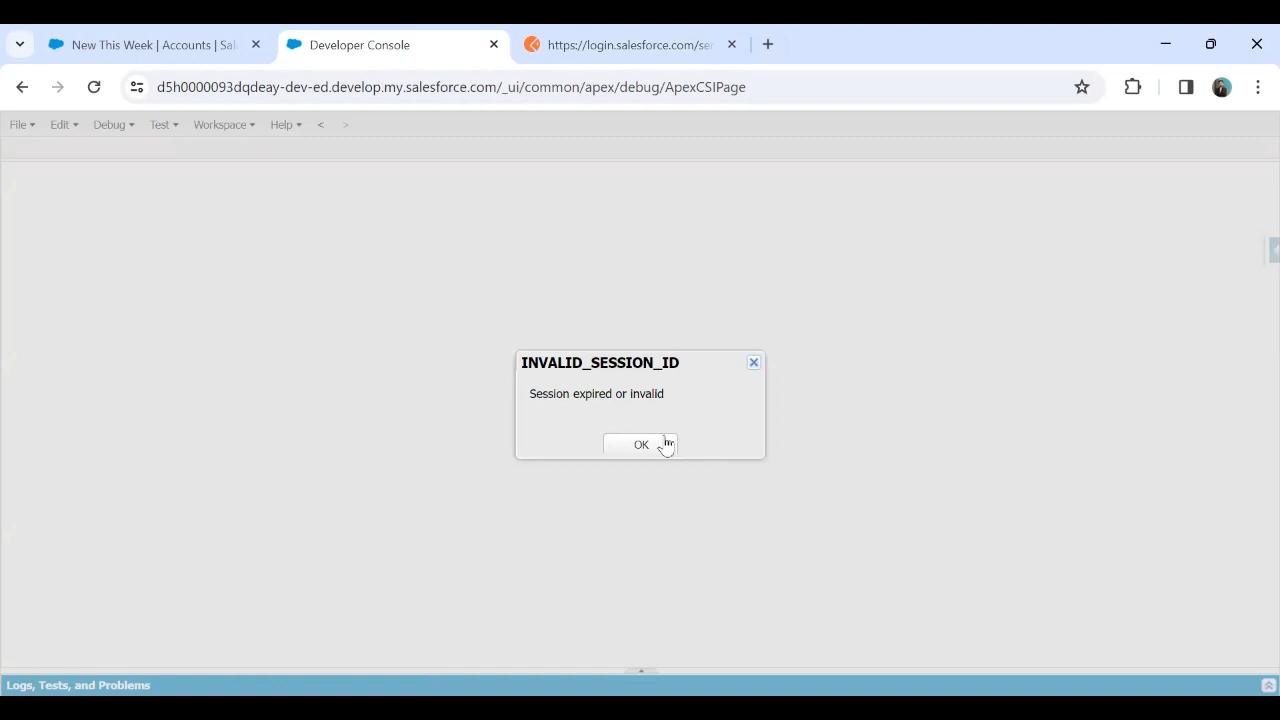 New This Week | Accounts | Sal
Developer Console
https://login.salesforce.com/ser
d5h0000093dqdeay-dev-ed.develop.my.salesforce.com/_ui/common/apex/debug/ApexCSIPage
File Edit Debug Test Workspace Help < >
INVALID_SESSION_ID
Session expired or invalid
OK
Logs, Tests, and Problems